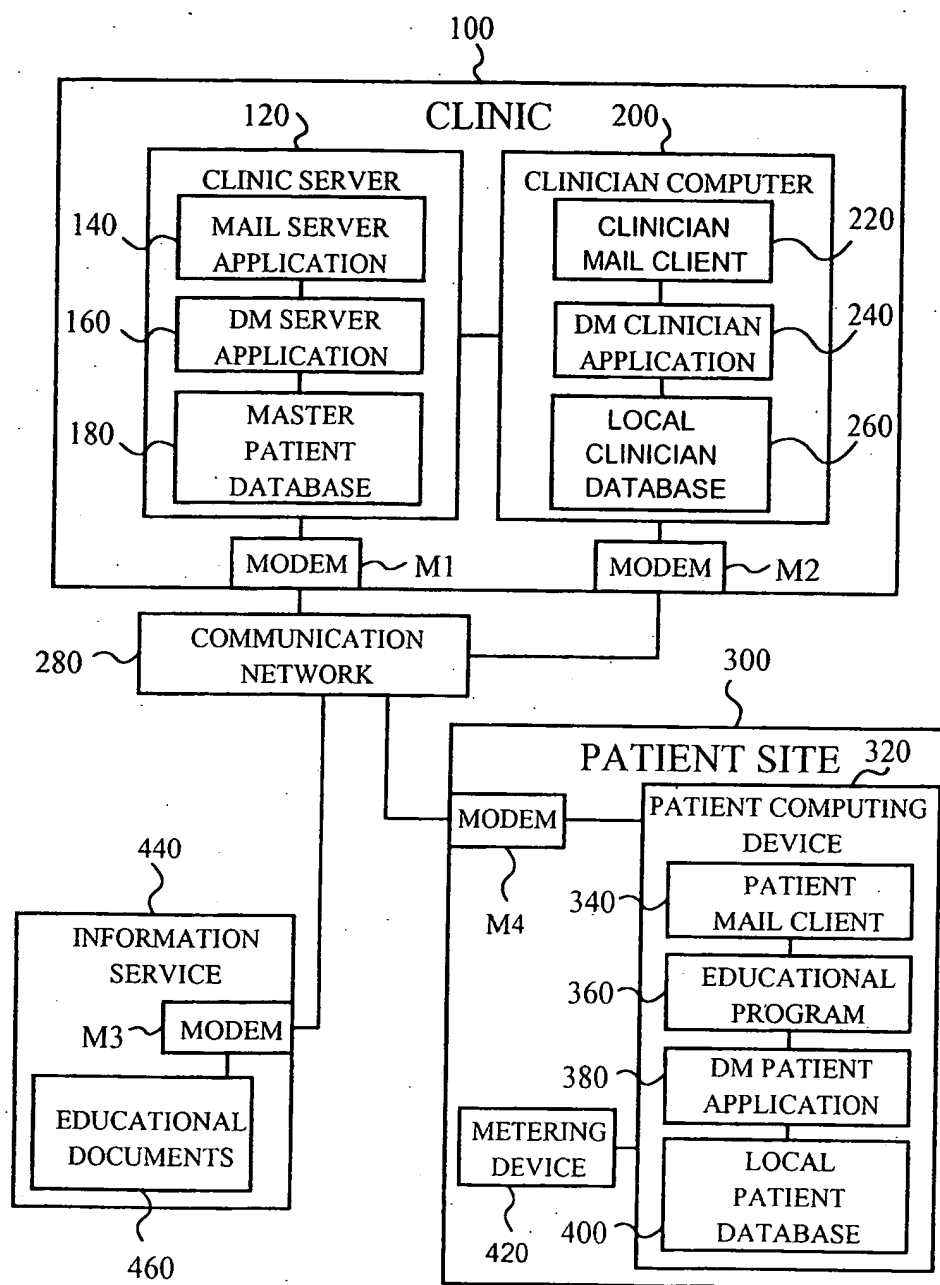 100
CLINIC
120
200
CLINIC SERVER
CLINICIAN COMPUTER
140
MAIL SERVER
APPLICATION
CLINICIAN
MAIL CLIENT
220
160
DM SERVER
APPLICATION
DM CLINICIAN
APPLICATION
240
180
MASTER
PATIENT
DATABASE
LOCAL
CLINICIAN
DATABASE
260
MODEM
M1
MODEM
M2
280
COMMUNICATION
NETWORK
300
PATIENT SITE
320
MODEM
M4
PATIENT COMPUTING
DEVICE
340
PATIENT
MAIL CLIENT
360
EDUCATIONAL
PROGRAM
380
DM PATIENT
APPLICATION
METERING
DEVICE
420
400
LOCAL
PATIENT
DATABASE
440
INFORMATION
SERVICE
M3
MODEM
EDUCATIONAL
DOCUMENTS
460